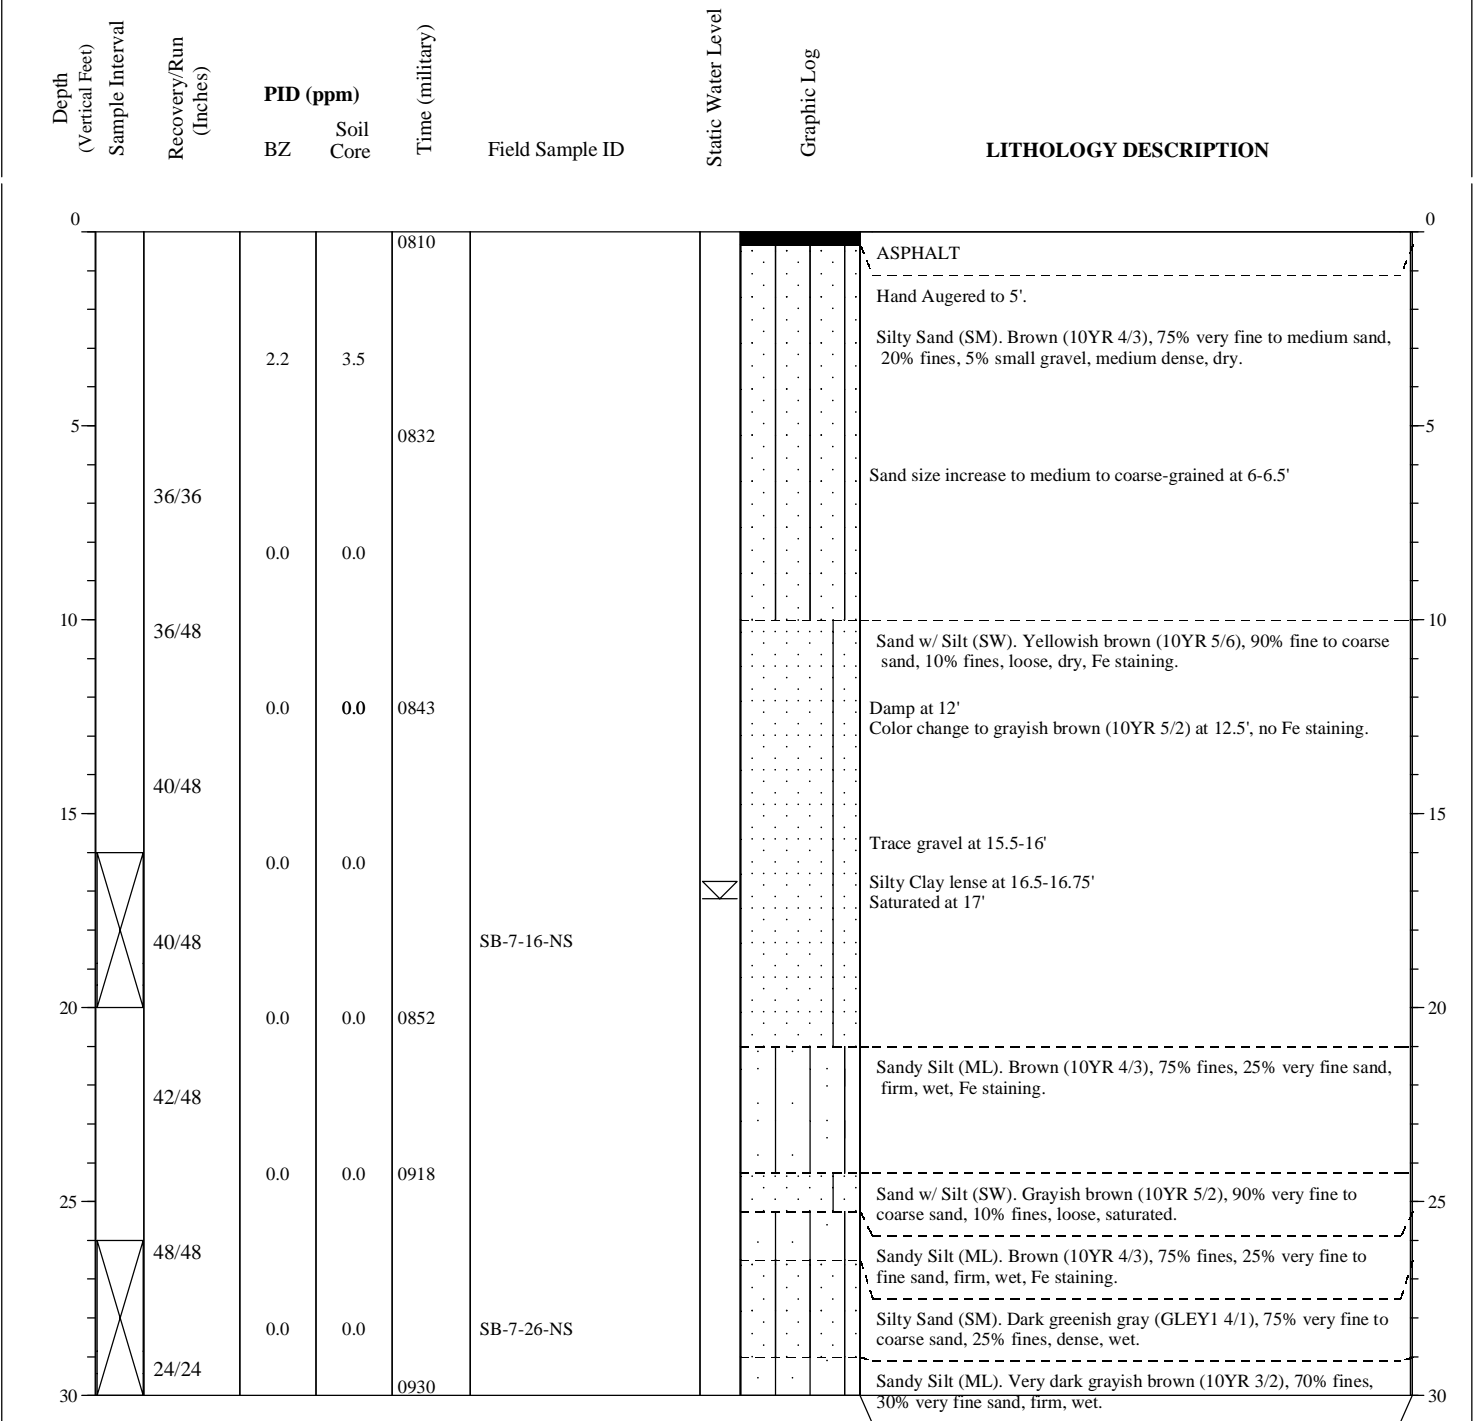 Depth
(Vertical Feet)
Sample Interval
Recovery/Run
(Inches)
PID (ppm)
BZ
Soil
Core
Time (military)
Field Sample ID
Static Water Level
Graphic Log
LITHOLOGY DESCRIPTION
0
0
0810
ASPHALT
Hand Augered to 5'.
Silty Sand (SM). Brown (10YR 4/3), 75% very fine to medium sand,
20% fines, 5% small gravel, medium dense, dry.
2.2
3.5
5
0832
5
Sand size increase to medium to coarse-grained at 6-6.5'
36/36
0.0
0.0
10
10
36/48
Sand w/ Silt (SW). Yellowish brown (10YR 5/6), 90% fine to coarse
sand, 10% fines, loose, dry, Fe staining.
0.0
0.0
0843
Damp at 12'
Color change to grayish brown (10YR 5/2) at 12.5', no Fe staining.
40/48
15
15
Trace gravel at 15.5-16'
0.0
0.0
Silty Clay lense at 16.5-16.75'
Saturated at 17'
40/48
SB-7-16-NS
20
0.0
0.0
0852
20
Sandy Silt (ML). Brown (10YR 4/3), 75% fines, 25% very fine sand,
firm, wet, Fe staining.
42/48
0.0
0.0
0918
25
25
Sand w/ Silt (SW). Grayish brown (10YR 5/2), 90% very fine to
coarse sand, 10% fines, loose, saturated.
48/48
Sandy Silt (ML). Brown (10YR 4/3), 75% fines, 25% very fine to
fine sand, firm, wet, Fe staining.
0.0
0.0
SB-7-26-NS
Silty Sand (SM). Dark greenish gray (GLEY1 4/1), 75% very fine to
coarse sand, 25% fines, dense, wet.
24/24
0930
30
30
Sandy Silt (ML). Very dark grayish brown (10YR 3/2), 70% fines,
30% very fine sand, firm, wet.